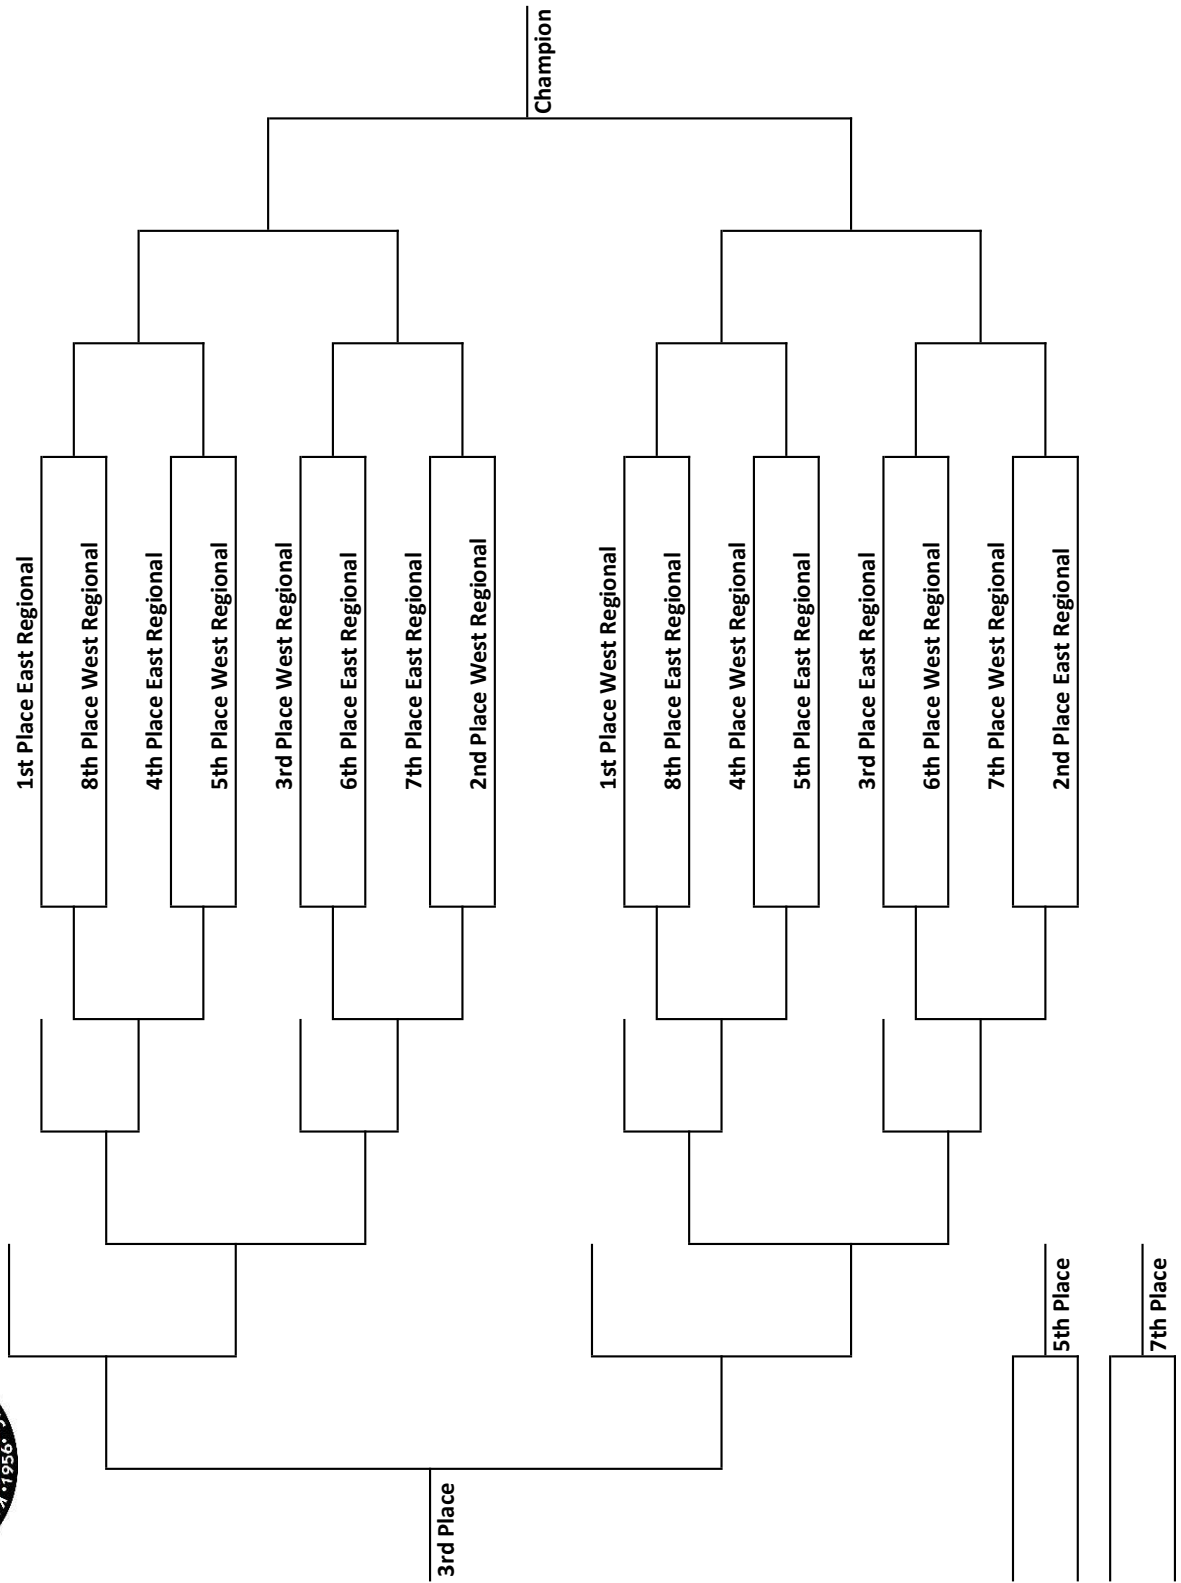 Champion
1st Place East Regional
8th Place West Regional
4th Place East Regional
5th Place West Regional
3rd Place West Regional
6th Place East Regional
7th Place East Regional
2nd Place West Regional
1st Place West Regional
8th Place East Regional
4th Place West Regional
5th Place East Regional
3rd Place East Regional
6th Place West Regional
7th Place West Regional
2nd Place East Regional
5th Place
7th Place
3rd Place
•1956•